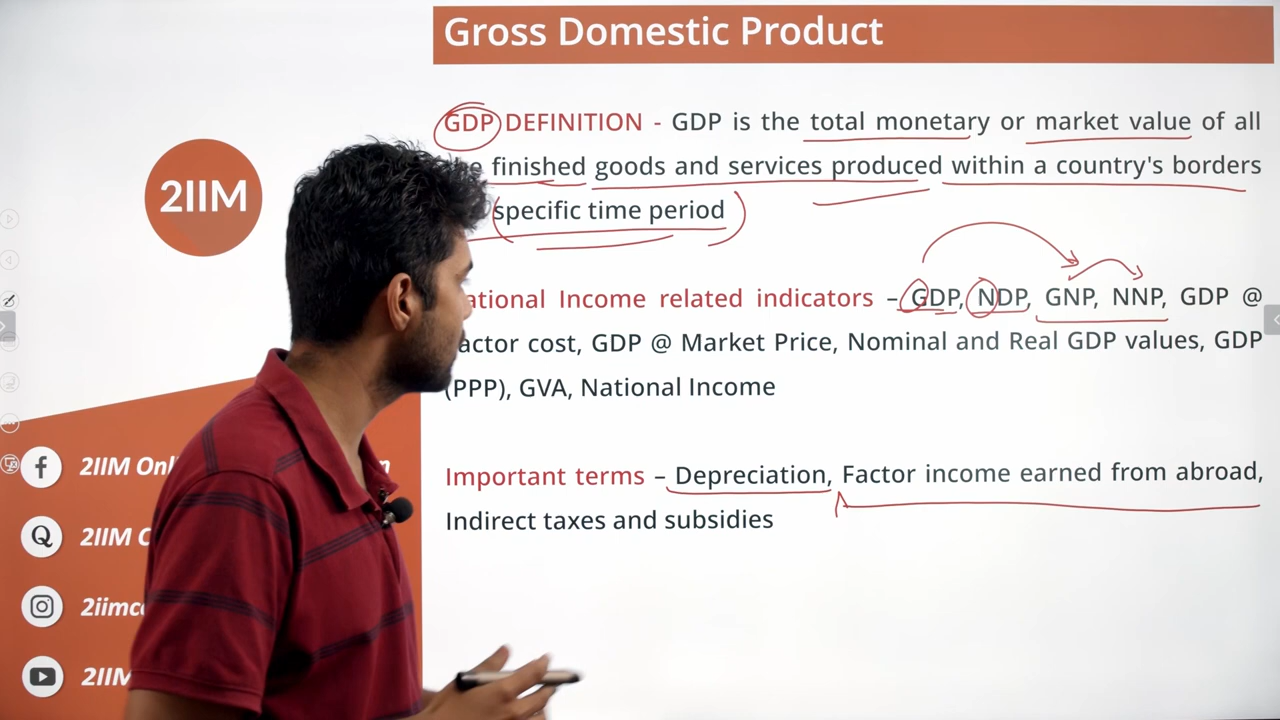 Gross Domestic Product
GDP DEFINITION - GDP is the total monetary or market value of all
finished goods and services produced within a country's borders
specific time period
2IIM
ational Income related indicators – GDP, NDP, GNP, NNP, GDP @
actor cost, GDP @ Market Price, Nominal and Real GDP values, GDP
(PPP), GVA, National Income
Important terms – Depreciation, Factor income earned from abroad,
Indirect taxes and subsidies
2IIM Onl
2IIM C
2iimc
2IIM